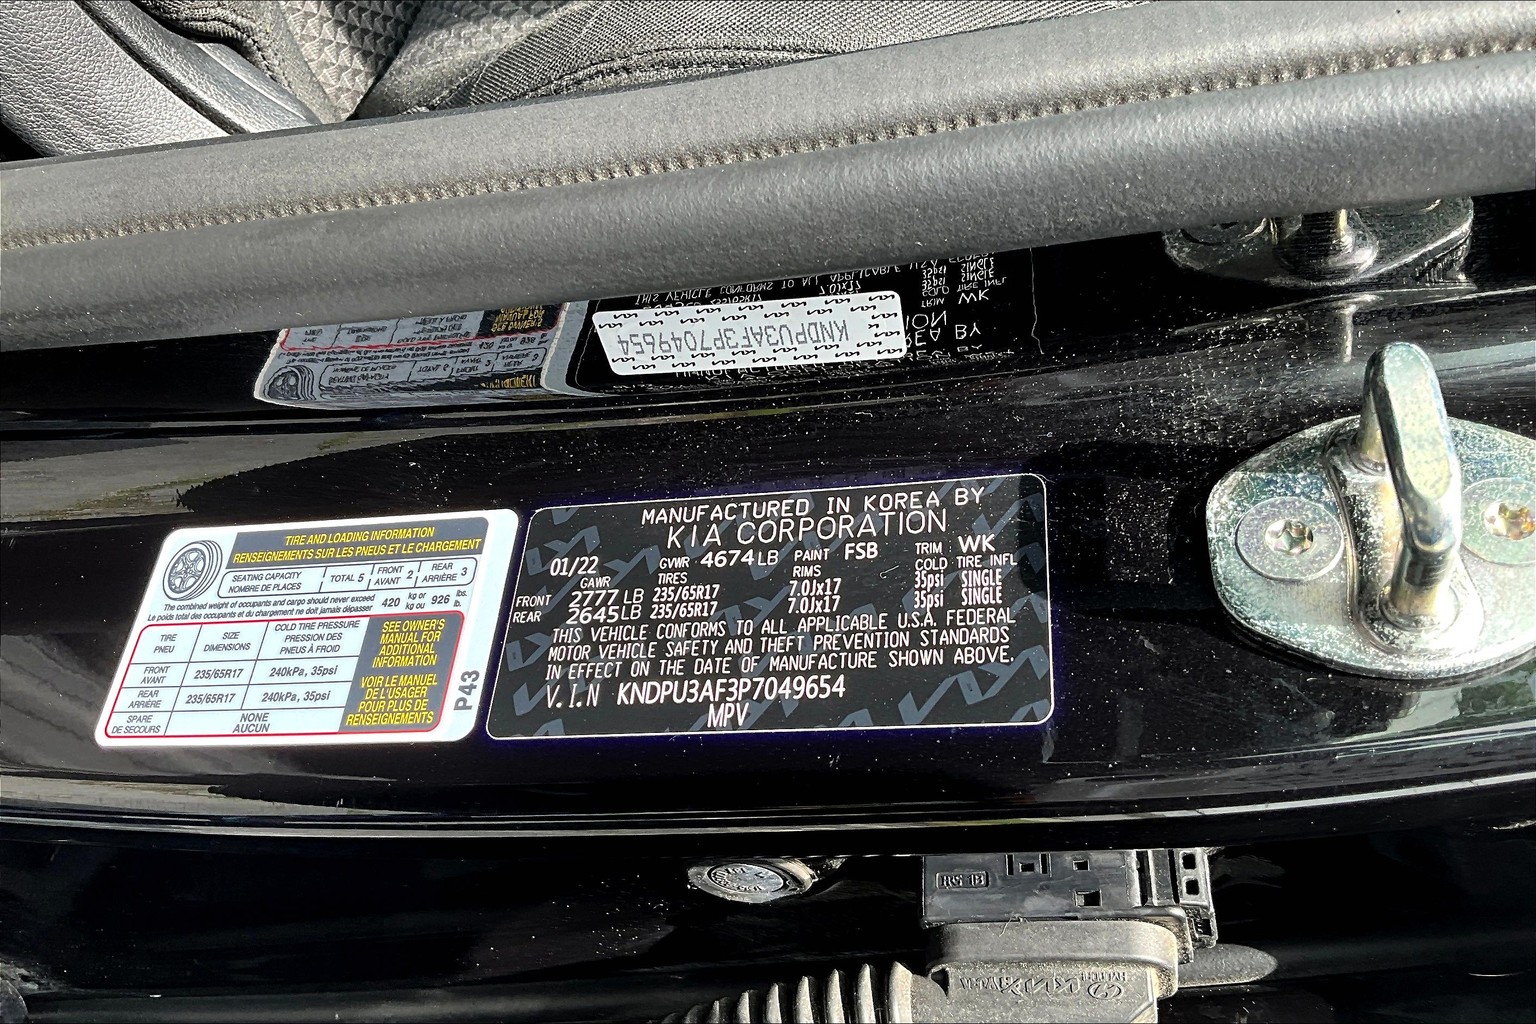 KNDPU3AF3P7049654
TIRE AND LOADING INFORMATION
RENSEIGNEMENTS SUR LES PNEUS ET LE CHARGEMENT
SEATING CAPACITY
NOMBRE DE PLACES
TOTAL 5
FRONT
AVANT 2
REAR
ARRIÈRE 3
The combined weight of occupants and cargo should never exceed
Le poids total des occupants et du chargement ne doit jamais dépasser
420 kg or
kg ou
926 lbs.
lb.
TIRE
PNEU
SIZE
DIMENSIONS
COLD TIRE PRESSURE
PRESSION DES
PNEUS À FROID
FRONT
AVANT
235/65R17
240kPa, 35psi
REAR
ARRIÈRE
235/65R17
240kPa, 35psi
SPARE
DE SECOURS
NONE
AUCUN
SEE OWNER'S
MANUAL FOR
ADDITIONAL
INFORMATION
VOIR LE MANUEL
DE L'USAGER
POUR PLUS DE
RENSEIGNEMENTS
P43
MANUFACTURED IN KOREA BY
KIA CORPORATION
01/22 GVWR 4674LB PAINT FSB TRIM WK
GAWR TIRES RIMS COLD TIRE INFL
FRONT 2777LB 235/65R17 7.0Jx17 35psi SINGLE
REAR 2645LB 235/65R17 7.0Jx17 35psi SINGLE
THIS VEHICLE CONFORMS TO ALL APPLICABLE U.S.A. FEDERAL
MOTOR VEHICLE SAFETY AND THEFT PREVENTION STANDARDS
IN EFFECT ON THE DATE OF MANUFACTURE SHOWN ABOVE.
V.I.N KNDPU3AF3P7049654
MPV